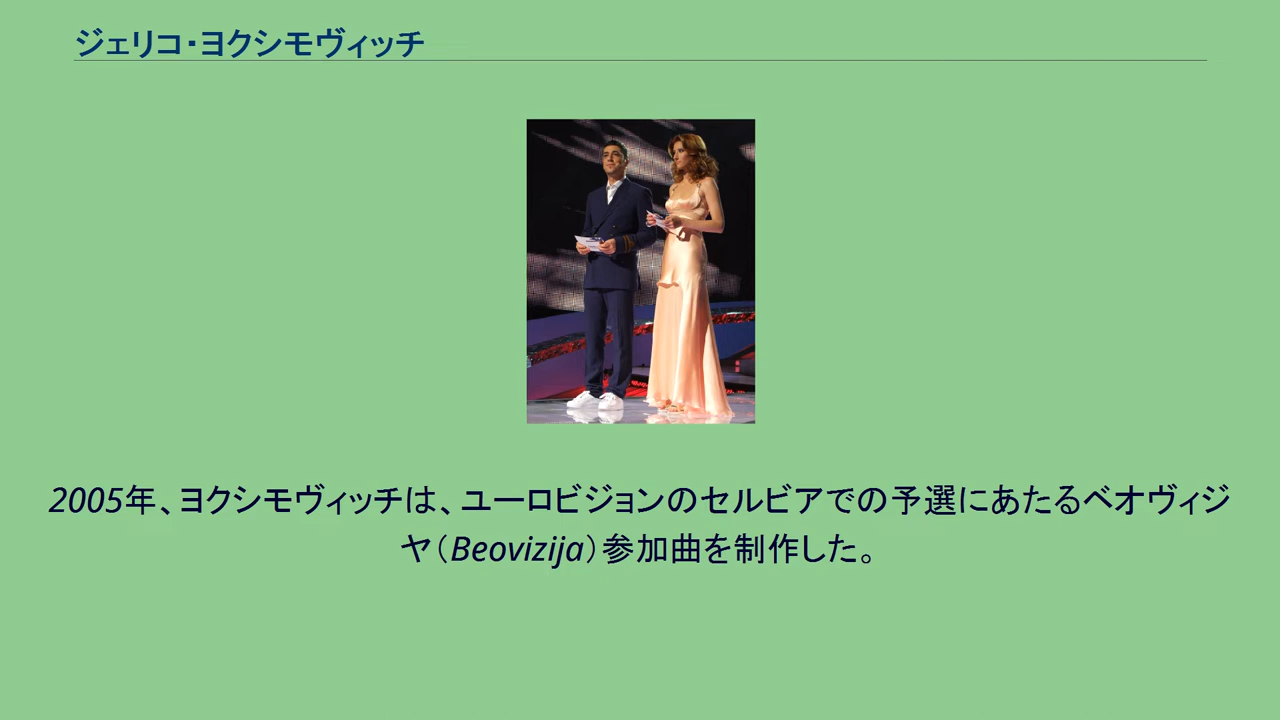 ジェリコ・ヨクシモヴィッチ
2005年、ヨクシモヴィッチは、ユーロビジョンのセルビアでの予選にあたるベオヴィジ
ヤ（Beovizija）参加曲を制作した。